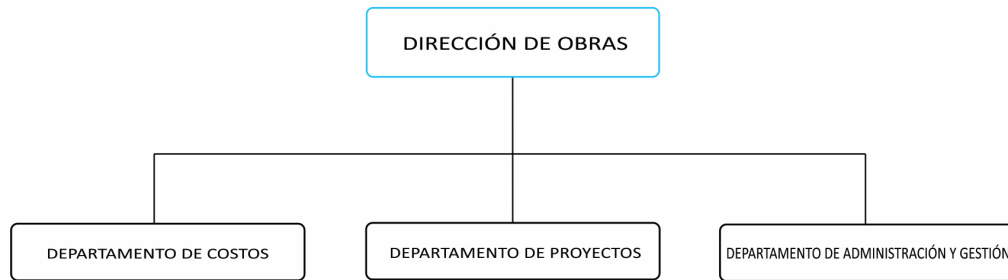 DIRECCIÓN DE OBRAS
DEPARTAMENTO DE COSTOS
DEPARTAMENTO DE PROYECTOS
DEPARTAMENTO DE ADMINISTRACIÓN Y GESTIÓN